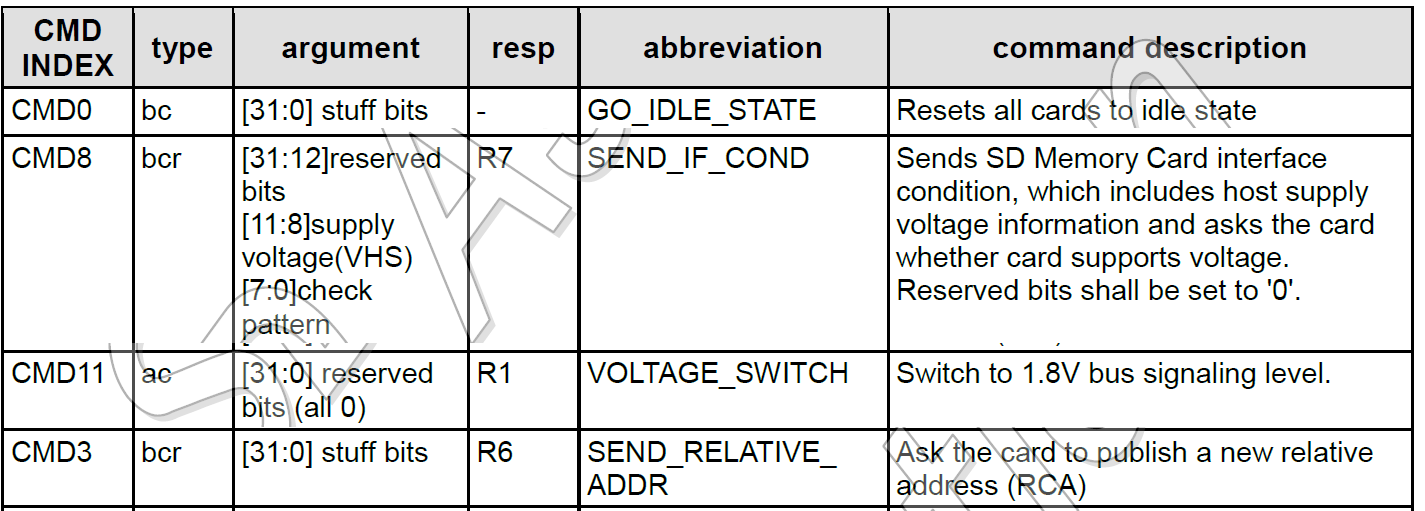 CMD INDEX type argument resp abbreviation command description
CMD0 bc [31:0] stuff bits - GO_IDLE_STATE Resets all cards to idle state
CMD8 bcr [31:12]reserved R7 SEND_IF_COND Sends SD Memory Card interface
bits condition, which includes host supply
[11:8]supply voltage information and asks the card
voltage(VHS) whether card supports voltage.
[7:0]check Reserved bits shall be set to '0'.
pattern
CMD11 ac [31:0] reserved R1 VOLTAGE_SWITCH Switch to 1.8V bus signaling level.
bits (all 0)
CMD3 bcr [31:0] stuff bits R6 SEND_RELATIVE_ Ask the card to publish a new relative
ADDR address (RCA)